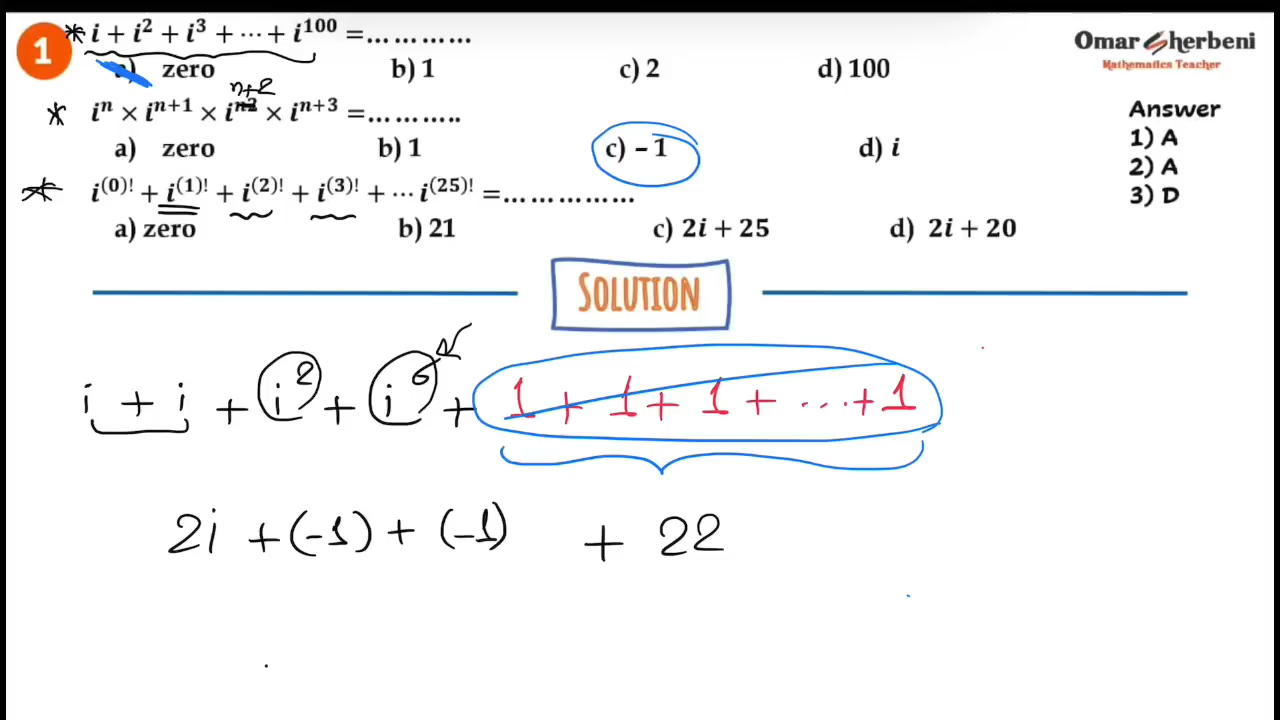 1
* i + i² + i³ + ⋯ + i¹⁰⁰ = …………
a) zero b) 1 c) 2 d) 100
Omar Sherbeni
Mathematics Teacher
n+2
* iⁿ × iⁿ⁺¹ × i × iⁿ⁺³ = ………..
a) zero b) 1 c) – 1 d) i
* i⁽⁰⁾! + i⁽¹⁾! + i⁽²⁾! + i⁽³⁾! + ⋯ i⁽²⁵⁾! = ……………
a) zero b) 21 c) 2i + 25 d) 2i + 20
Answer
1) A
2) A
3) D
SOLUTION
i + i + i² + i⁶ + 1 + 1 + 1 + ... + 1
2i + (-1) + (-1) + 22